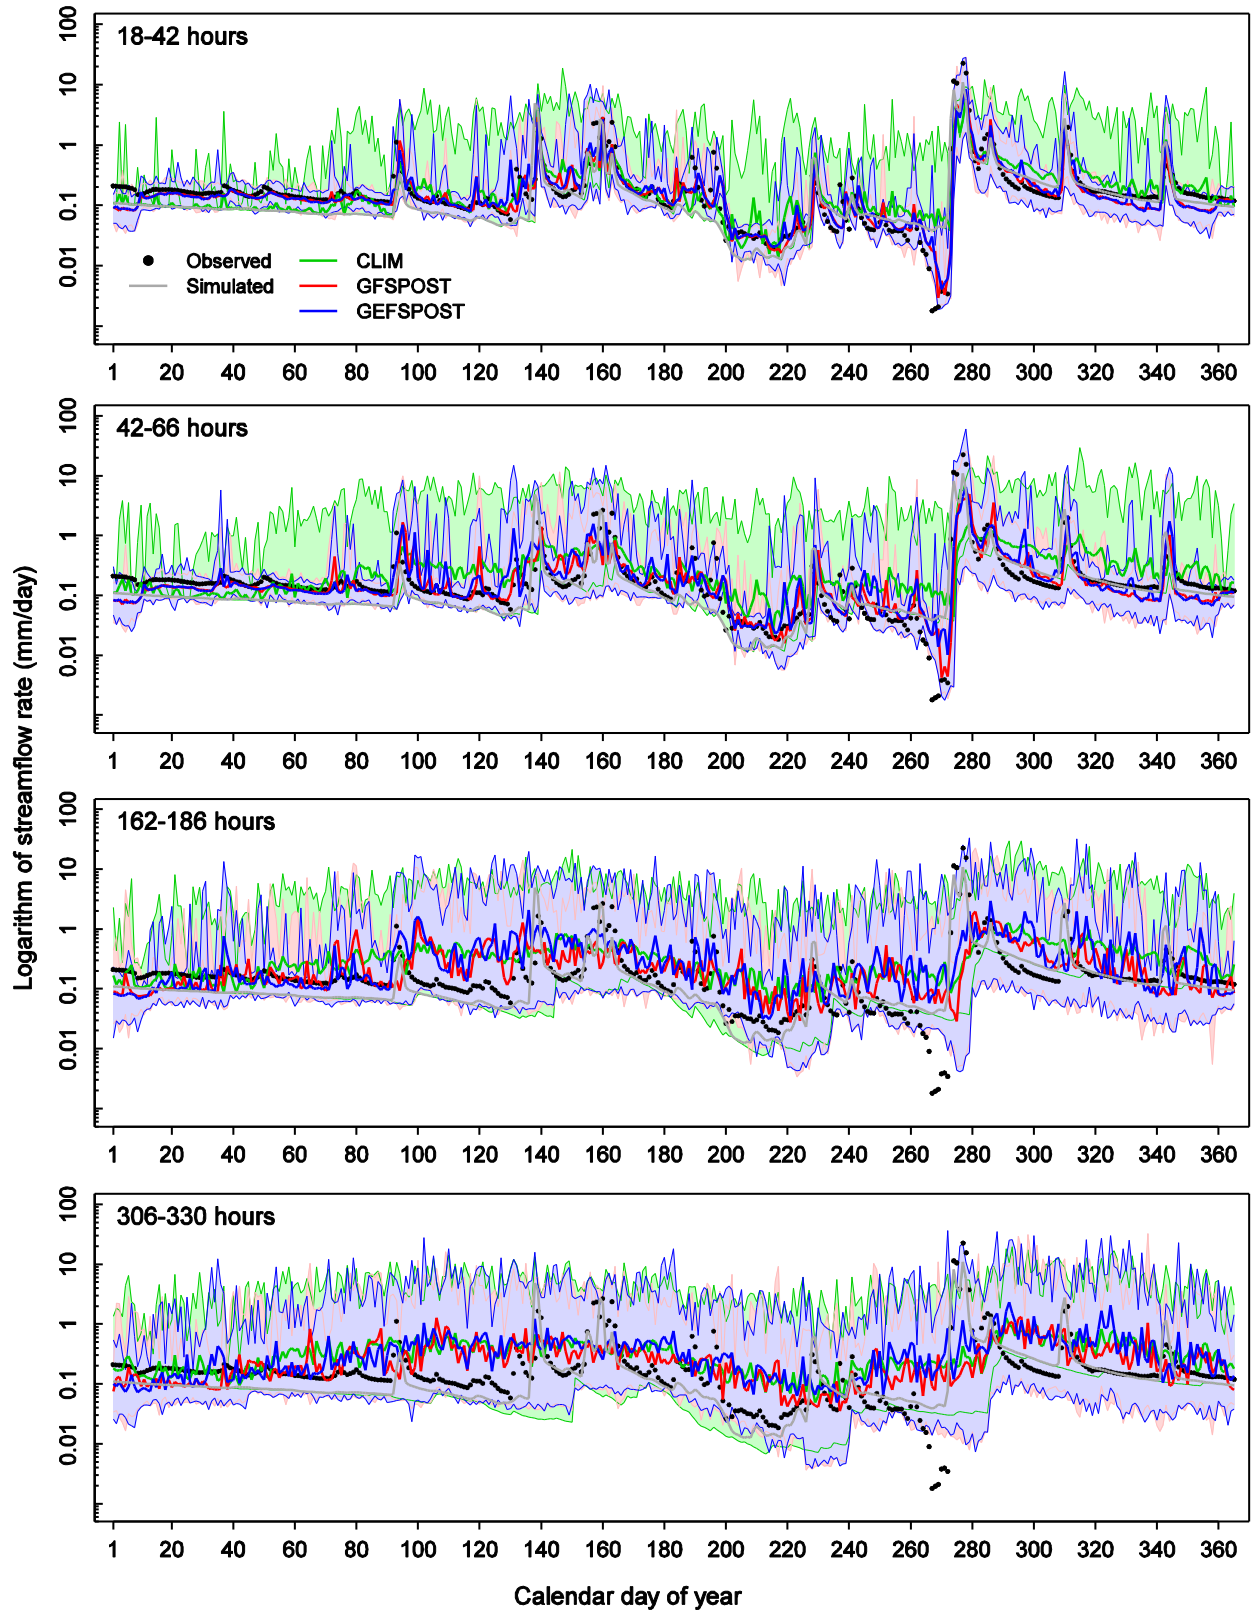 18-42 hours
100
10
1
0.1
0.01
Observed
CLIM
Simulated
GFSPOST
GEFSPOST
1 20 40 60 80 100 120 140 160 180 200 220 240 260 280 300 320 340 360
42-66 hours
100
10
1
0.1
0.01
1 20 40 60 80 100 120 140 160 180 200 220 240 260 280 300 320 340 360
Logarithm of streamflow rate (mm/day)
162-186 hours
100
10
1
0.1
0.01
1 20 40 60 80 100 120 140 160 180 200 220 240 260 280 300 320 340 360
306-330 hours
100
10
1
0.1
0.01
1 20 40 60 80 100 120 140 160 180 200 220 240 260 280 300 320 340 360
Calendar day of year